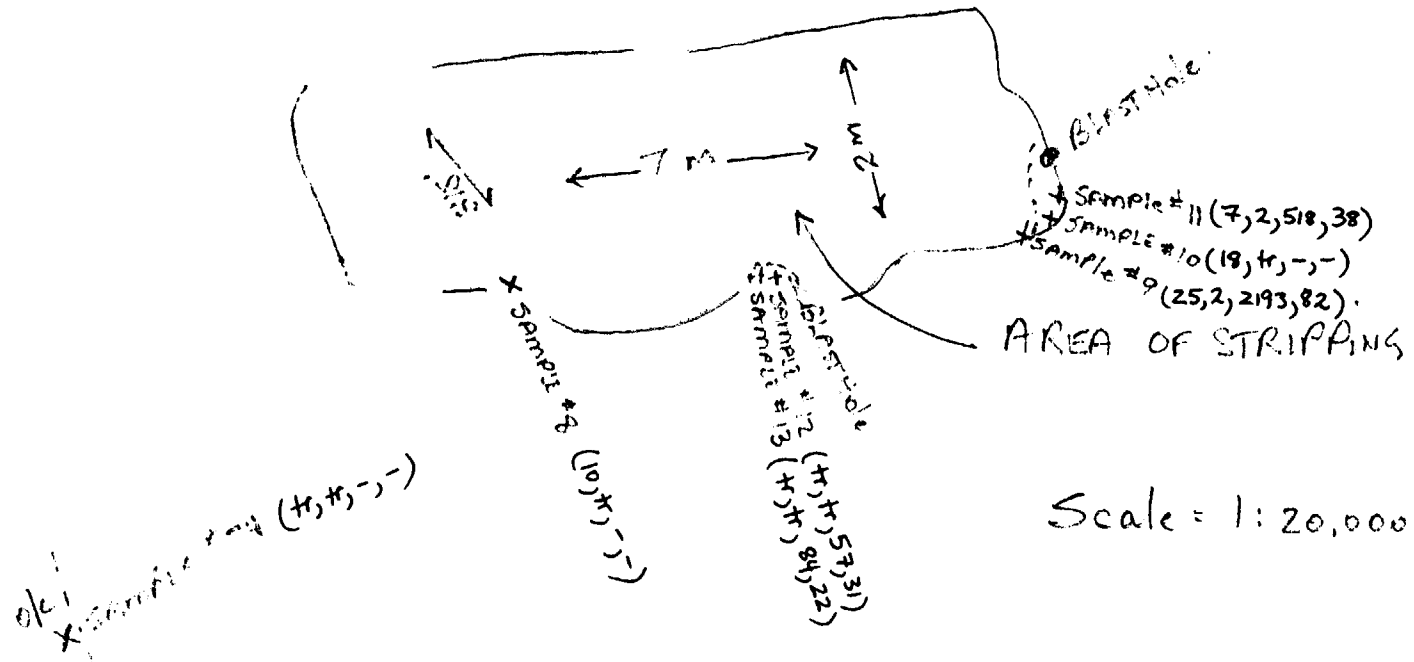 BLAST Hole
7 m
2m
SAMPle # 11 (7,2,518,38)
SAMPLE #10 (18,tr,-,-)
SAMPle #9
(25,2,2193,82).
AREA OF STRIPPING
BLAST Hole
SAMPLE #12 (tr,tr,57,31)
SAMPLE #13 (tr,tr,84,22)
SAMPLE #8 (10,tr,-,-)
Scale = 1:20,000
o/c
SAMPLE (tr,tr,-,-)